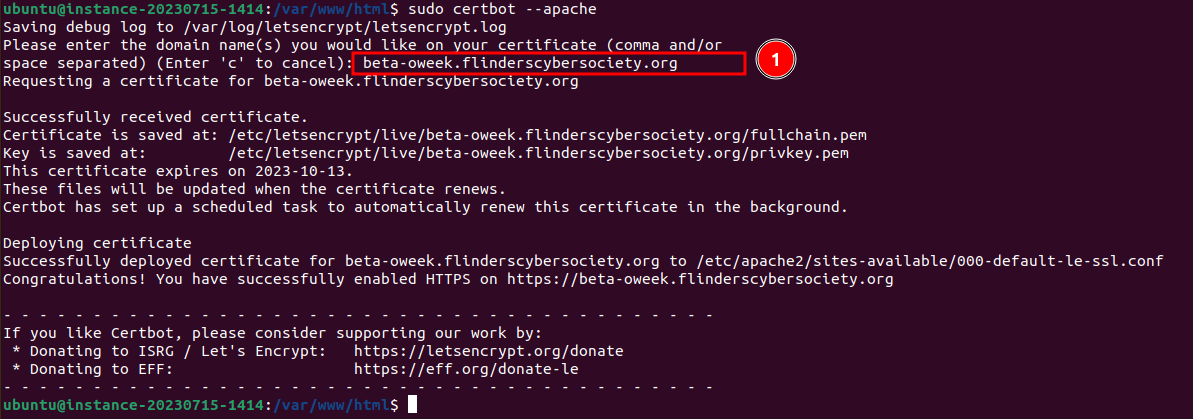 ubuntu@instance-20230715-1414:/var/www/html$ sudo certbot --apache
Saving debug log to /var/log/letsencrypt/letsencrypt.log
Please enter the domain name(s) you would like on your certificate (comma and/or
space separated) (Enter 'c' to cancel): beta-oweek.flinderscybersociety.org
1
Requesting a certificate for beta-oweek.flinderscybersociety.org

Successfully received certificate.
Certificate is saved at: /etc/letsencrypt/live/beta-oweek.flinderscybersociety.org/fullchain.pem
Key is saved at:         /etc/letsencrypt/live/beta-oweek.flinderscybersociety.org/privkey.pem
This certificate expires on 2023-10-13.
These files will be updated when the certificate renews.
Certbot has set up a scheduled task to automatically renew this certificate in the background.

Deploying certificate
Successfully deployed certificate for beta-oweek.flinderscybersociety.org to /etc/apache2/sites-available/000-default-le-ssl.conf
Congratulations! You have successfully enabled HTTPS on https://beta-oweek.flinderscybersociety.org

- - - - - - - - - - - - - - - - - - - - - - - - - - - - - - - - - - - - - - - -
If you like Certbot, please consider supporting our work by:
 * Donating to ISRG / Let's Encrypt:   https://letsencrypt.org/donate
 * Donating to EFF:                    https://eff.org/donate-le
- - - - - - - - - - - - - - - - - - - - - - - - - - - - - - - - - - - - - - - -
ubuntu@instance-20230715-1414:/var/www/html$